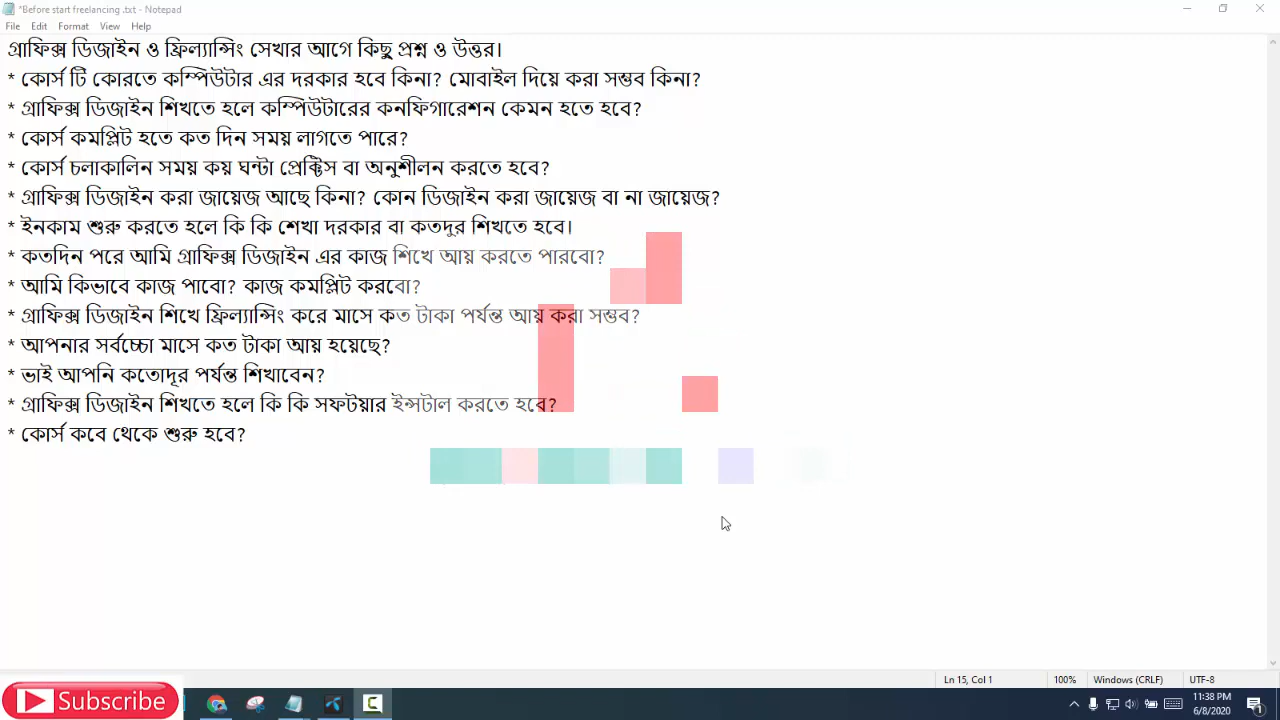 *Before start freelancing .txt - Notepad
File Edit Format View Help
গ্রাফিক্স ডিজাইন ও ফ্রিল্যান্সিং সেখার আগে কিছু প্রশ্ন ও উত্তর।
* কোর্স টি কোরতে কম্পিউটার এর দরকার হবে কিনা? মোবাইল দিয়ে করা সম্ভব কিনা?
* গ্রাফিক্স ডিজাইন শিখতে হলে কম্পিউটারের কনফিগারেশন কেমন হতে হবে?
* কোর্স কমপ্লিট হতে কত দিন সময় লাগতে পারে?
* কোর্স চলাকালিন সময় কয় ঘন্টা প্রেক্টিস বা অনুশীলন করতে হবে?
* গ্রাফিক্স ডিজাইন করা জায়েজ আছে কিনা? কোন ডিজাইন করা জায়েজ বা না জায়েজ?
* ইনকাম শুরু করতে হলে কি কি শেখা দরকার বা কতদুর শিখতে হবে।
* কতদিন পরে আমি গ্রাফিক্স ডিজাইন এর কাজ শিখে আয় করতে পারবো?
* আমি কিভাবে কাজ পাবো? কাজ কমপ্লিট করবো?
* গ্রাফিক্স ডিজাইন শিখে ফ্রিল্যান্সিং করে মাসে কত টাকা পর্যন্ত আয় করা সম্ভব?
* আপনার সর্বচ্চো মাসে কত টাকা আয় হয়েছে?
* ভাই আপনি কতোদূর পর্যন্ত শিখাবেন?
* গ্রাফিক্স ডিজাইন শিখতে হলে কি কি সফটয়ার ইন্সটাল করতে হবে?
* কোর্স কবে থেকে শুরু হবে?
Ln 15, Col 1 100% Windows (CRLF) UTF-8
Subscribe
11:38 PM
6/8/2020
1